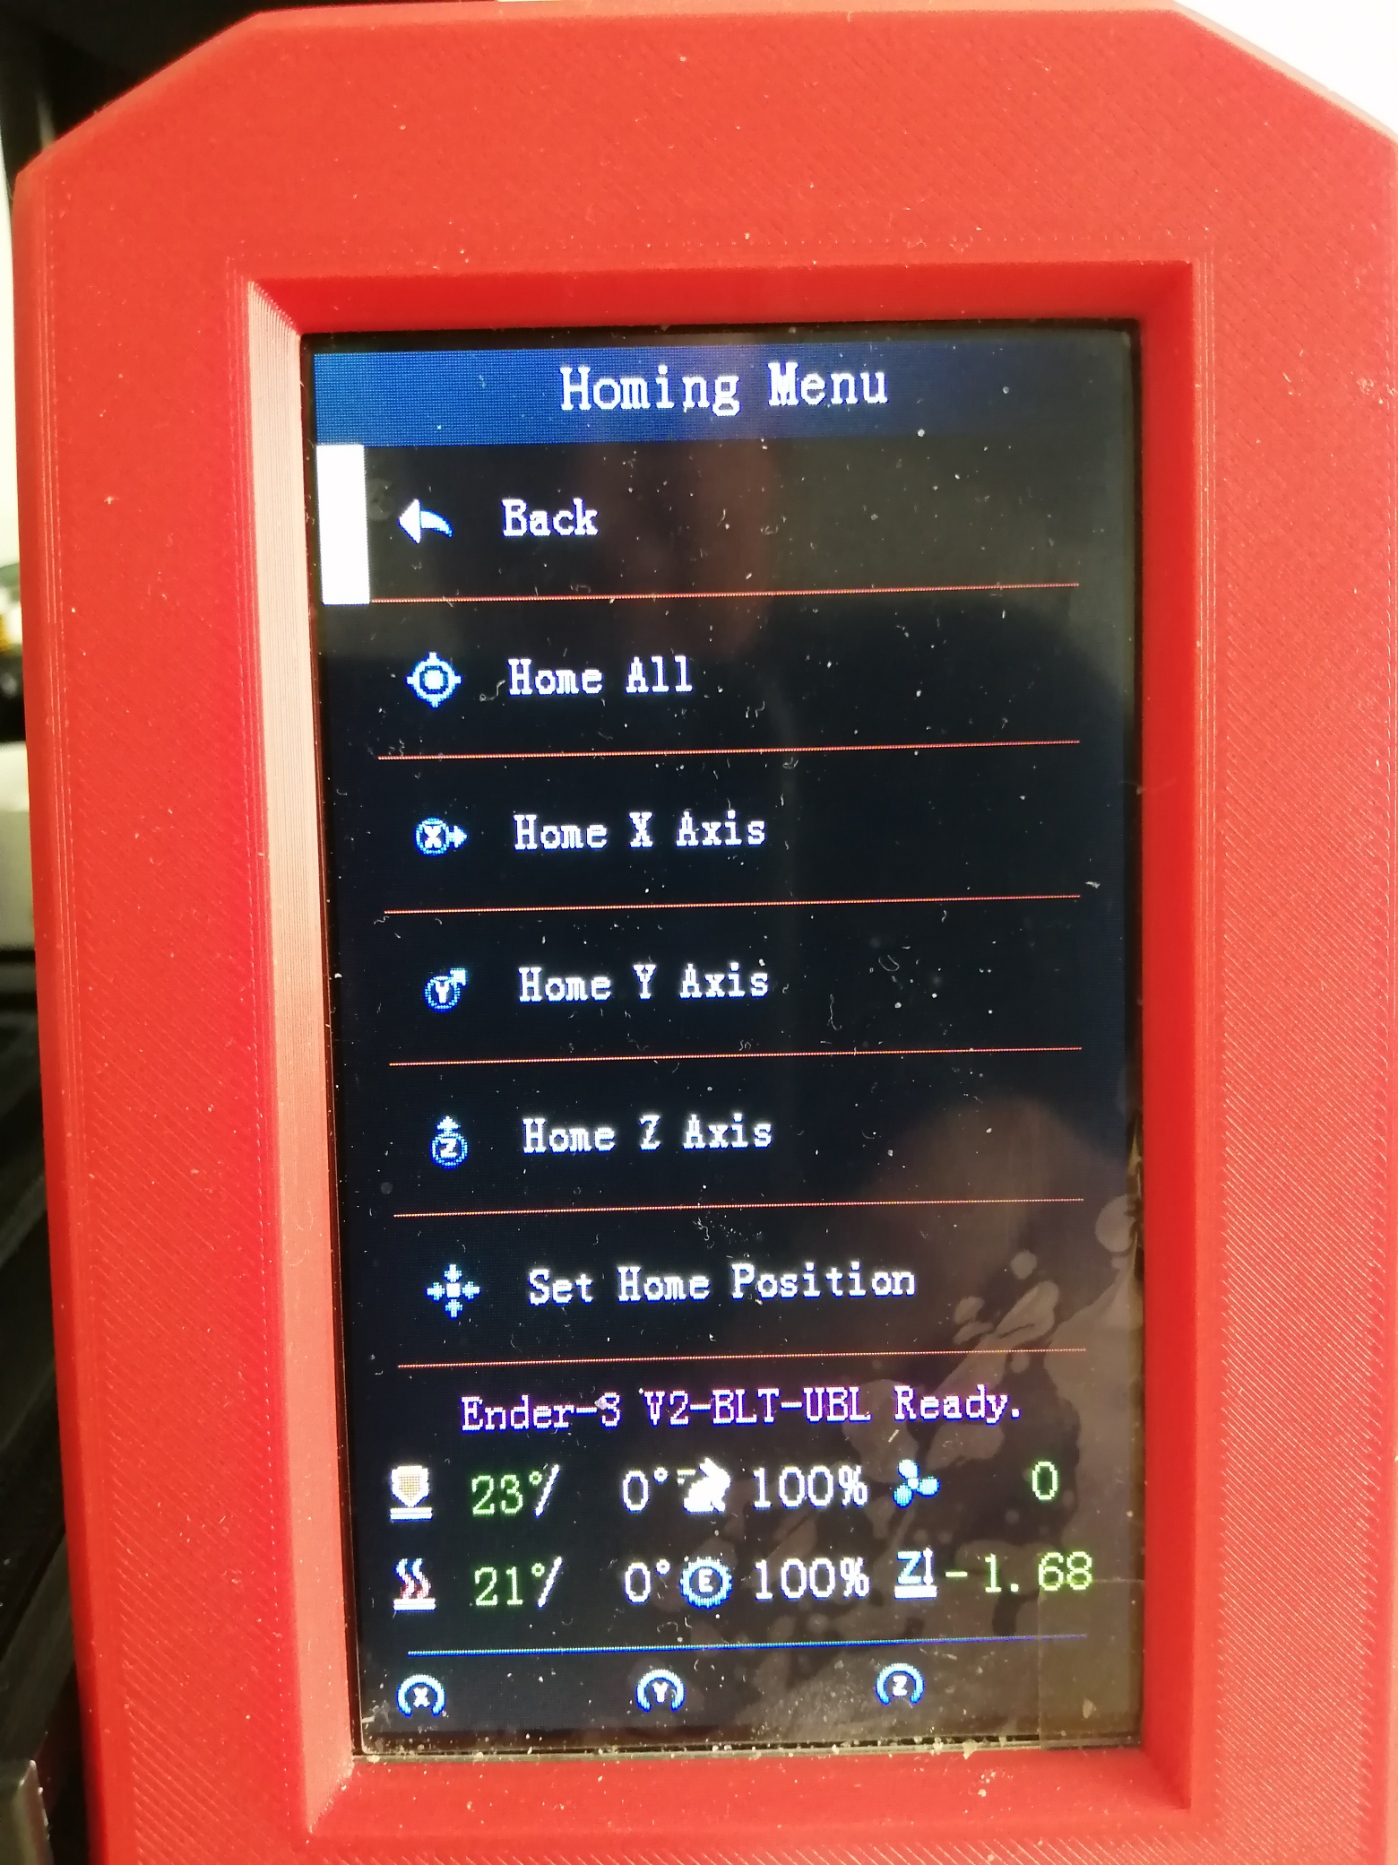 Homing Menu
Back
Home All
X Home X Axis
Y Home Y Axis
Z Home Z Axis
Set Home Position
Ender-3 V2-BLT-UBL Ready.
23°/ 0° 100% 0
21°/ 0° E 100% Z -1.68
X Y Z